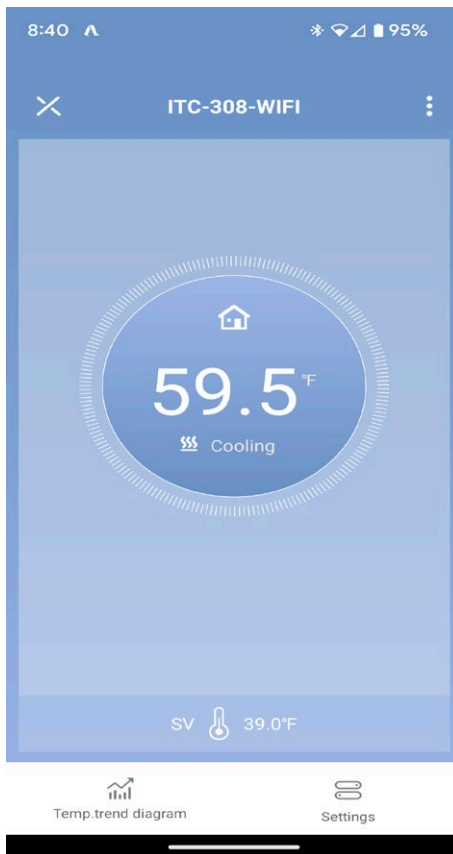 8:40 95%
ITC-308-WIFI
59.5°F
Cooling
SV 39.0°F
Temp.trend diagram
Settings